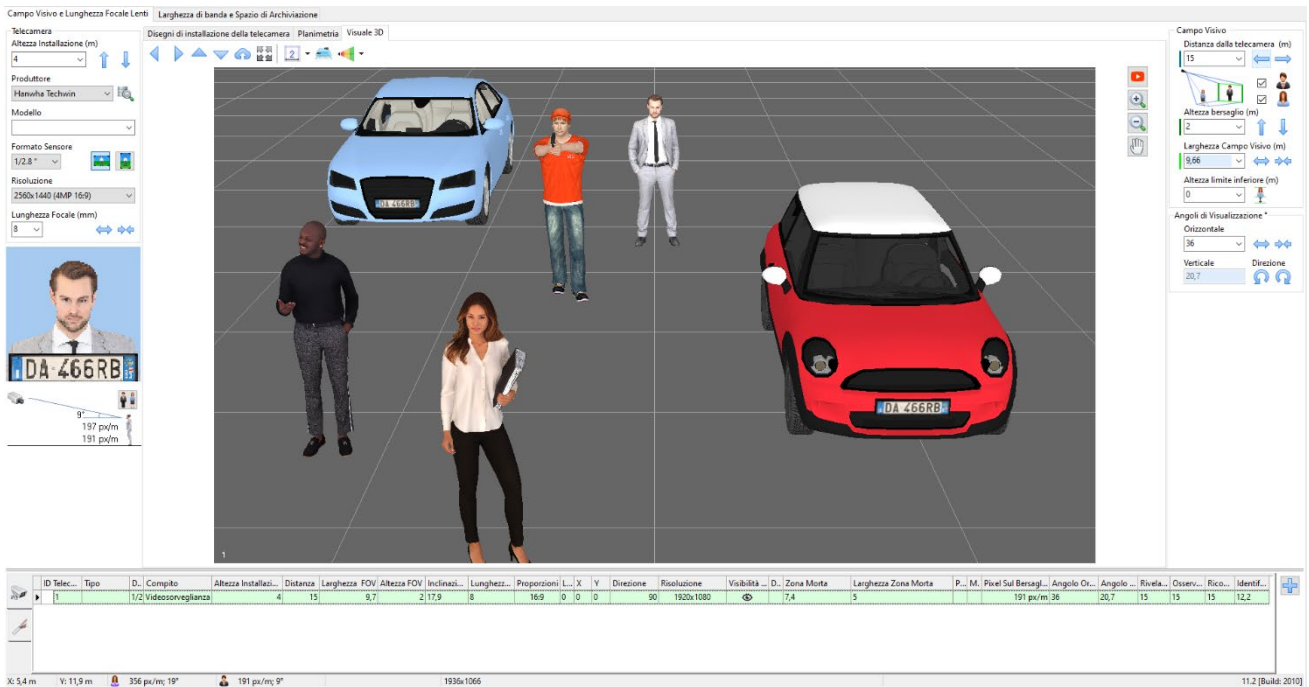 Campo Visivo e Lunghezza Focale Lenti Larghezza di banda e Spazio di Archiviazione
Telecamera
Altezza Installazione (m)
4
Produttore
Hanwha Techwin
Modello
Formato Sensore
1/2.8 "
Risoluzione
2560x1440 (4MP 16:9)
Lunghezza Focale (mm)
8
DA 466RB
9°
197 px/m
191 px/m
Disegni di installazione della telecamera Planimetria Visuale 3D
2
DA 466RB
DA 466RB
1
Campo Visivo
Distanza dalla telecamera (m)
15
Altezza bersaglio (m)
2
Larghezza Campo Visivo (m)
9,66
Altezza limite inferiore (m)
0
Angoli di Visualizzazione °
Orizzontale
36
Verticale Direzione
20,7
ID Telec... Tipo D.. Compito Altezza Installazi... Distanza Larghezza FOV Altezza FOV Inclinazi... Lunghezz... Proporzioni L... X Y Direzione Risoluzione Visibilità ... D.. Zona Morta Larghezza Zona Morta P... M. Pixel Sul Bersagl... Angolo Or... Angolo ... Rivela... Osserv... Rico... Identif...
1 1/2 Videosorveglianza 4 15 9,7 2 17,9 8 16:9 0 0 0 90 1920x1080 7,4 5 191 px/m 36 20,7 15 15 15 12,2
X: 5,4 m Y: 11,9 m 356 px/m; 19° 191 px/m; 9° 1936x1066 11.2 [Build: 2010]